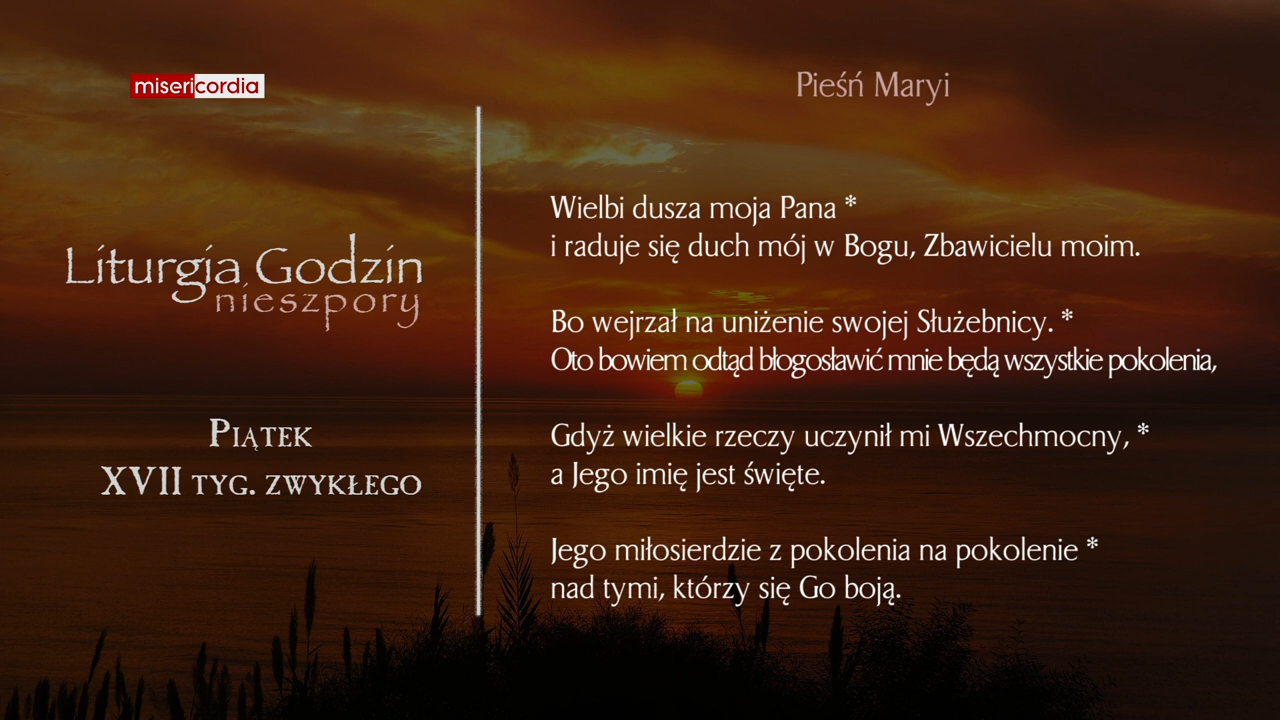 misericordia
Liturgia Godzin
nieszpory
Piątek
XVII tyg. zwykłego
Pieśń Maryi
Wielbi dusza moja Pana *
i raduje się duch mój w Bogu, Zbawicielu moim.
Bo wejrzał na uniżenie swojej Służebnicy. *
Oto bowiem odtąd błogosławić mnie będą wszystkie pokolenia,
Gdyż wielkie rzeczy uczynił mi Wszechmocny, *
a Jego imię jest święte.
Jego miłosierdzie z pokolenia na pokolenie *
nad tymi, którzy się Go boją.